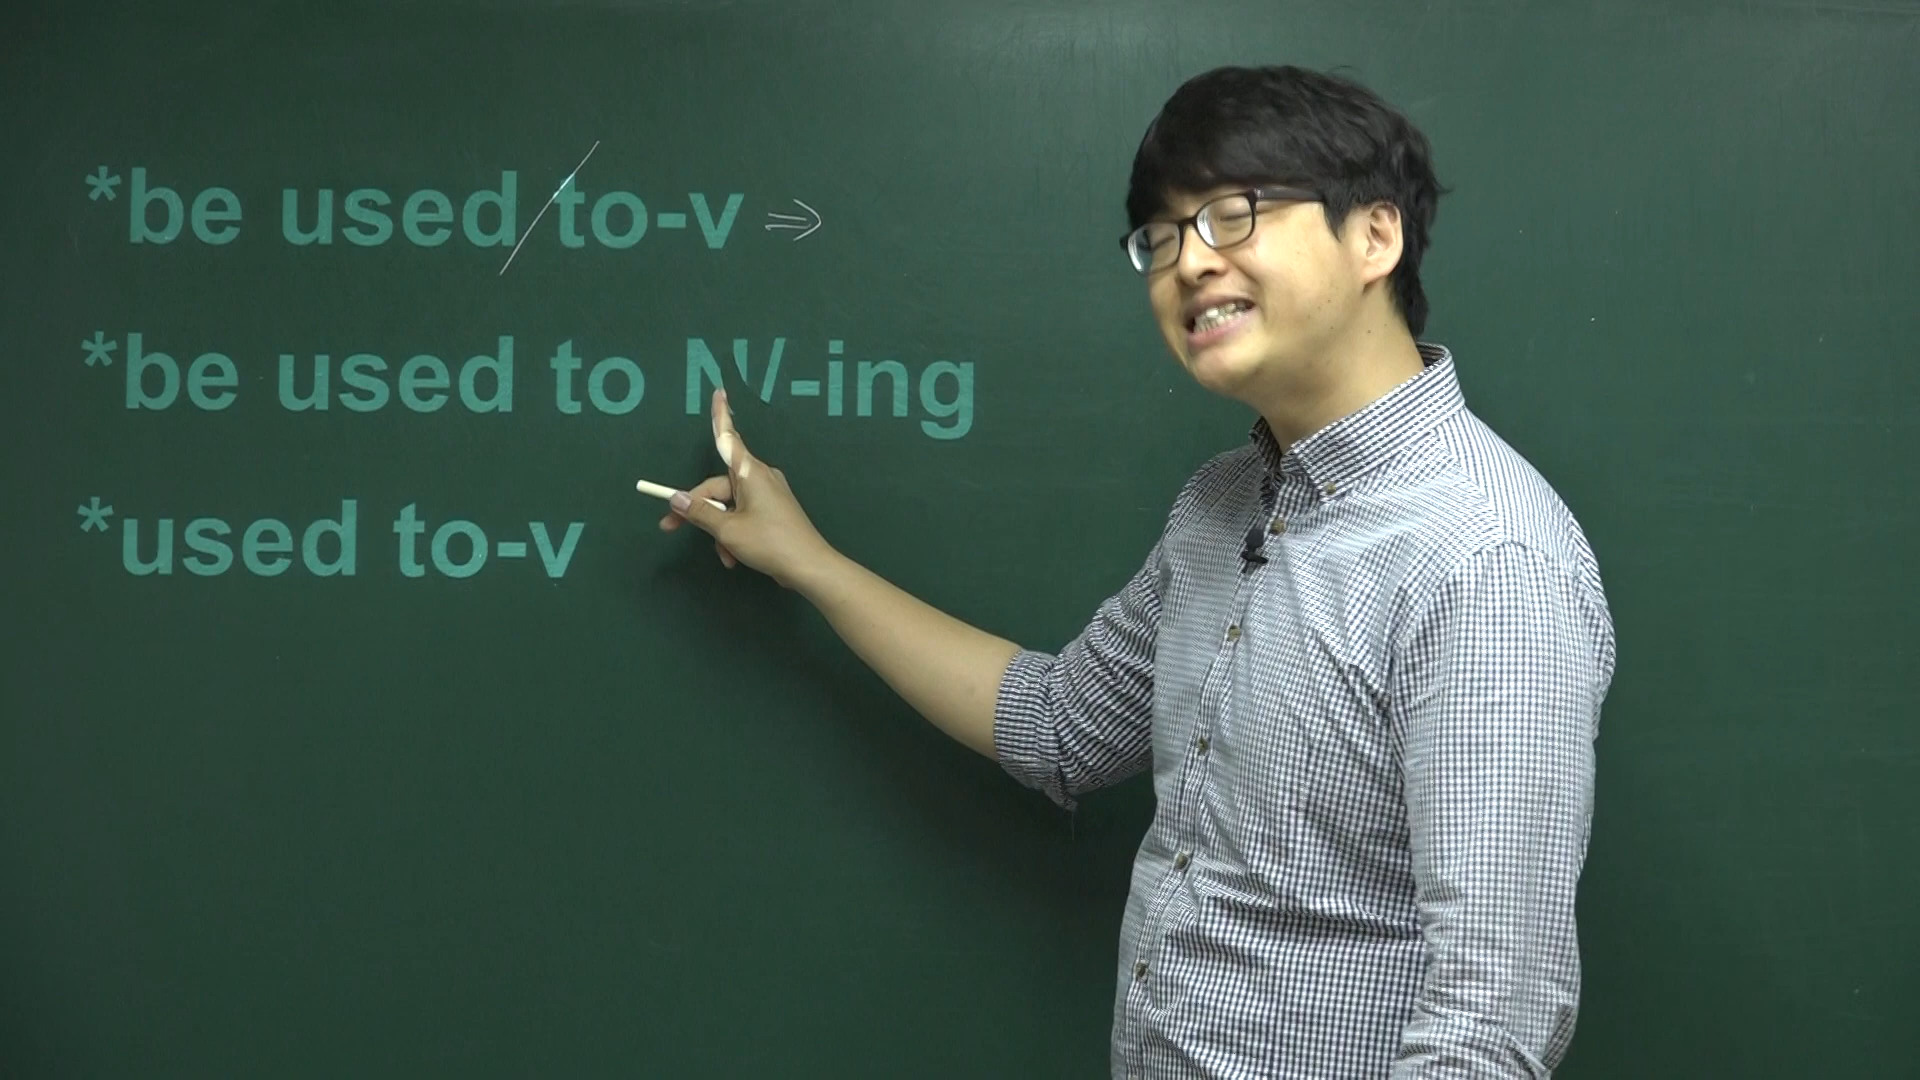 *be used to-v ⇒
*be used to N/-ing
*used to-v